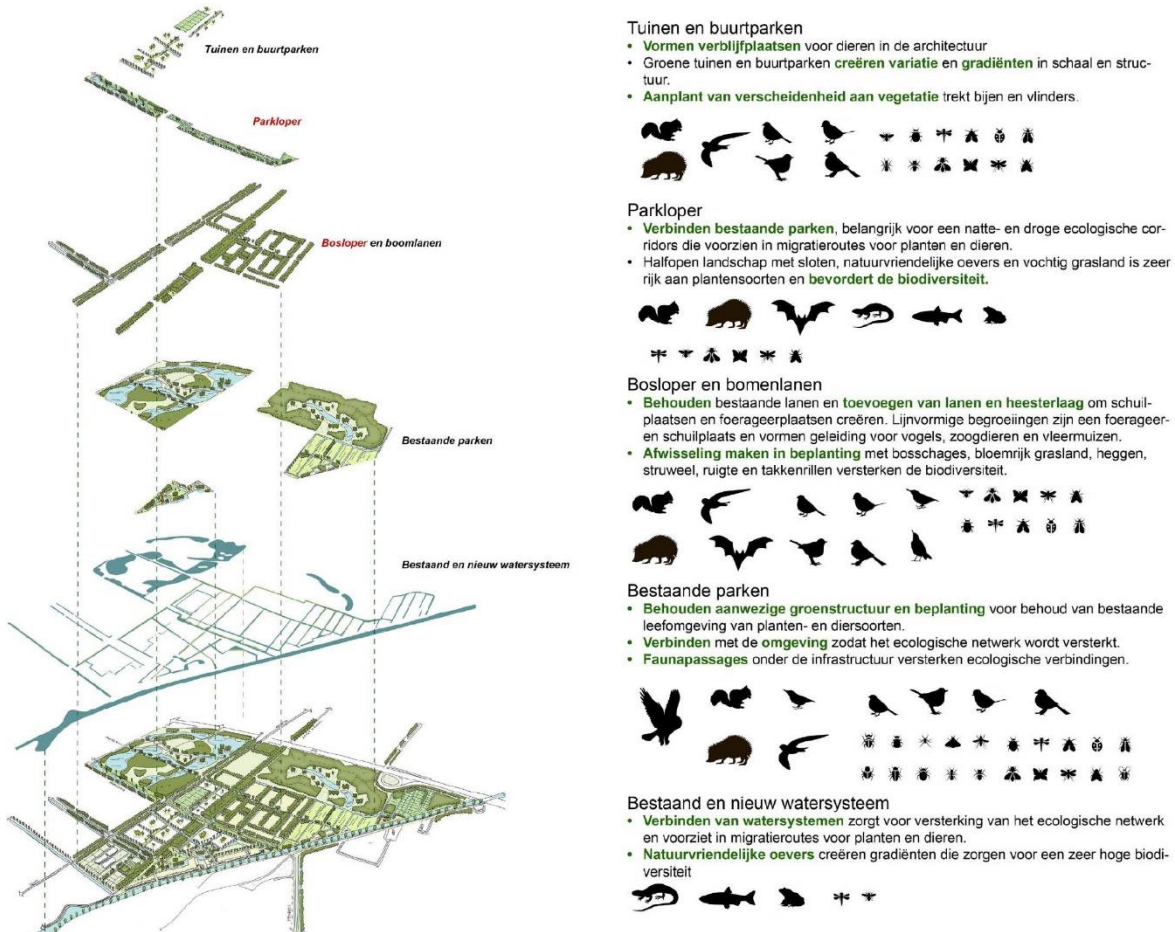 Tuinen en buurtparken
Parkloper
Bosloper en boomlanen
Bestaande parken
Bestaand en nieuw watersysteem
Tuinen en buurtparken
• Vormen verblijfplaatsen voor dieren in de architectuur
• Groene tuinen en buurtparken creëren variatie en gradiënten in schaal en struc-
tuur.
• Aanplant van verscheidenheid aan vegetatie trekt bijen en vlinders.
Parkloper
• Verbinden bestaande parken, belangrijk voor een natte- en droge ecologische cor-
ridors die voorzien in migratieroutes voor planten en dieren.
• Halfopen landschap met sloten, natuurvriendelijke oevers en vochtig grasland is zeer
rijk aan plantensoorten en bevordert de biodiversiteit.
Bosloper en bomenlanen
• Behouden bestaande lanen en toevoegen van lanen en heesterlaag om schuil-
plaatsen en foerageerplaatsen creëren. Lijnvormige begroeiingen zijn een foerageer-
en schuilplaats en vormen geleiding voor vogels, zoogdieren en vleermuizen.
• Afwisseling maken in beplanting met bosschages, bloemrijk grasland, heggen,
struweel, ruigte en takkenrillen versterken de biodiversiteit.
Bestaande parken
• Behouden aanwezige groenstructuur en beplanting voor behoud van bestaande
leefomgeving van planten- en diersoorten.
• Verbinden met de omgeving zodat het ecologische netwerk wordt versterkt.
• Faunapassages onder de infrastructuur versterken ecologische verbindingen.
Bestaand en nieuw watersysteem
• Verbinden van watersystemen zorgt voor versterking van het ecologische netwerk
en voorziet in migratieroutes voor planten en dieren.
• Natuurvriendelijke oevers creëren gradiënten die zorgen voor een zeer hoge biodi-
versiteit